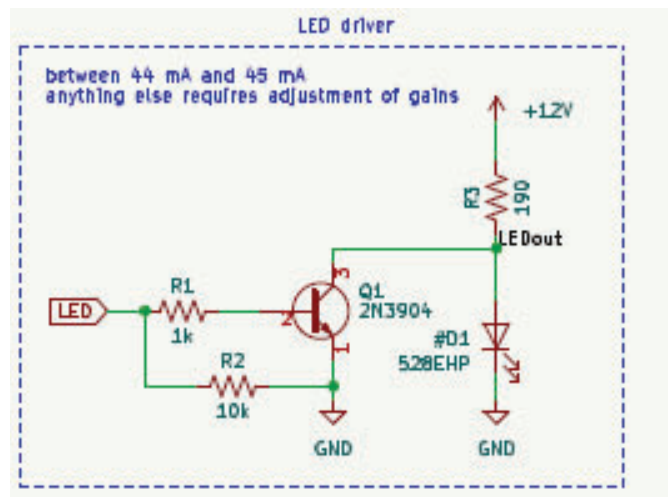 LED driver
between 44 mA and 45 mA
anything else requires adjustment of gains
+12V
R3
190
LEDout
R1
3
Q1
2N3904
LED
2
1k
1
#D1
528EHP
R2
10k
GND
GND